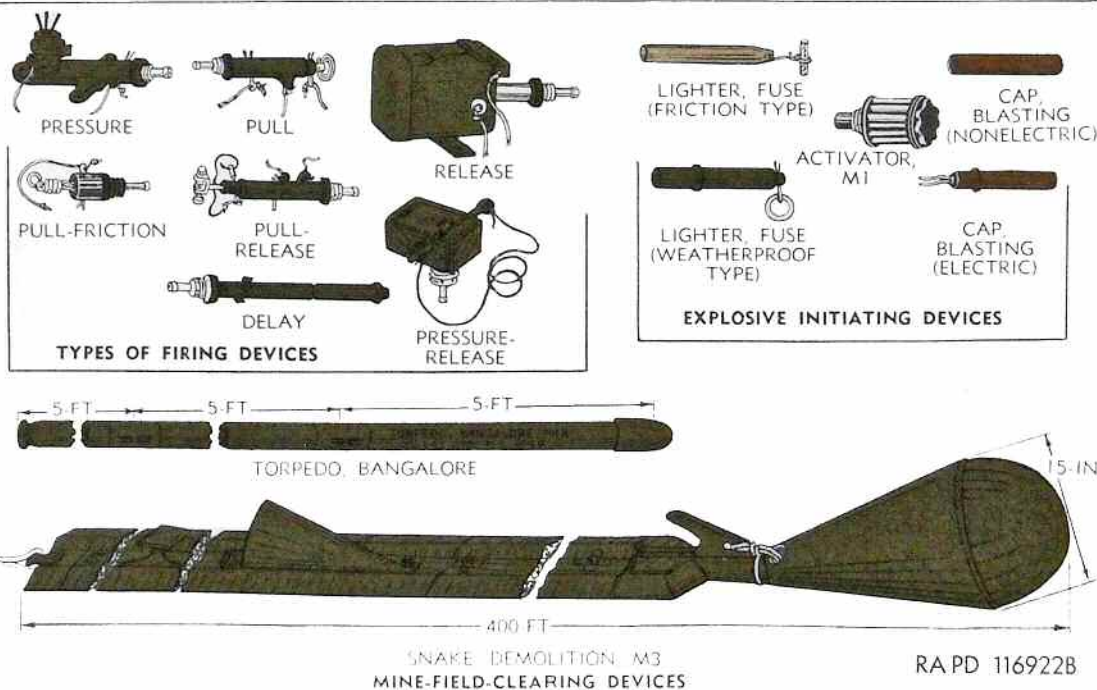 PRESSURE
PULL
RELEASE
PULL-FRICTION
PULL-
RELEASE
DELAY
PRESSURE-
RELEASE
TYPES OF FIRING DEVICES
LIGHTER, FUSE
(FRICTION TYPE)
CAP,
BLASTING
(NONELECTRIC)
ACTIVATOR,
M1
LIGHTER, FUSE
(WEATHERPROOF
TYPE)
CAP,
BLASTING
(ELECTRIC)
EXPLOSIVE INITIATING DEVICES
5-FT
5-FT
5-FT
TORPEDO, BANGALORE
TORPEDO, BANGALORE
15-IN
400 FT
SNAKE DEMOLITION M3
MINE-FIELD-CLEARING DEVICES
RA PD 116922B